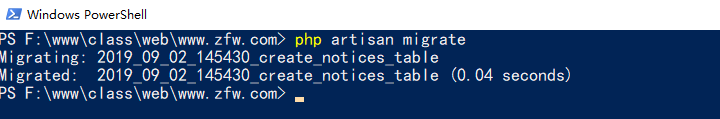 Windows PowerShell
PS F:\www\class\web\www.zfw.com> php artisan migrate
Migrating: 2019_09_02_145430_create_notices_table
Migrated:  2019_09_02_145430_create_notices_table (0.04 seconds)
PS F:\www\class\web\www.zfw.com>